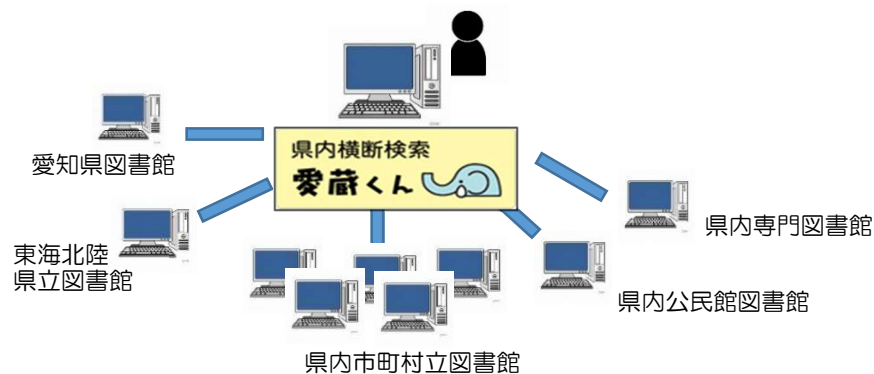 県内横断検索
愛蔵くん
愛知県図書館
東海北陸
県立図書館
県内市町村立図書館
県内公民館図書館
県内専門図書館